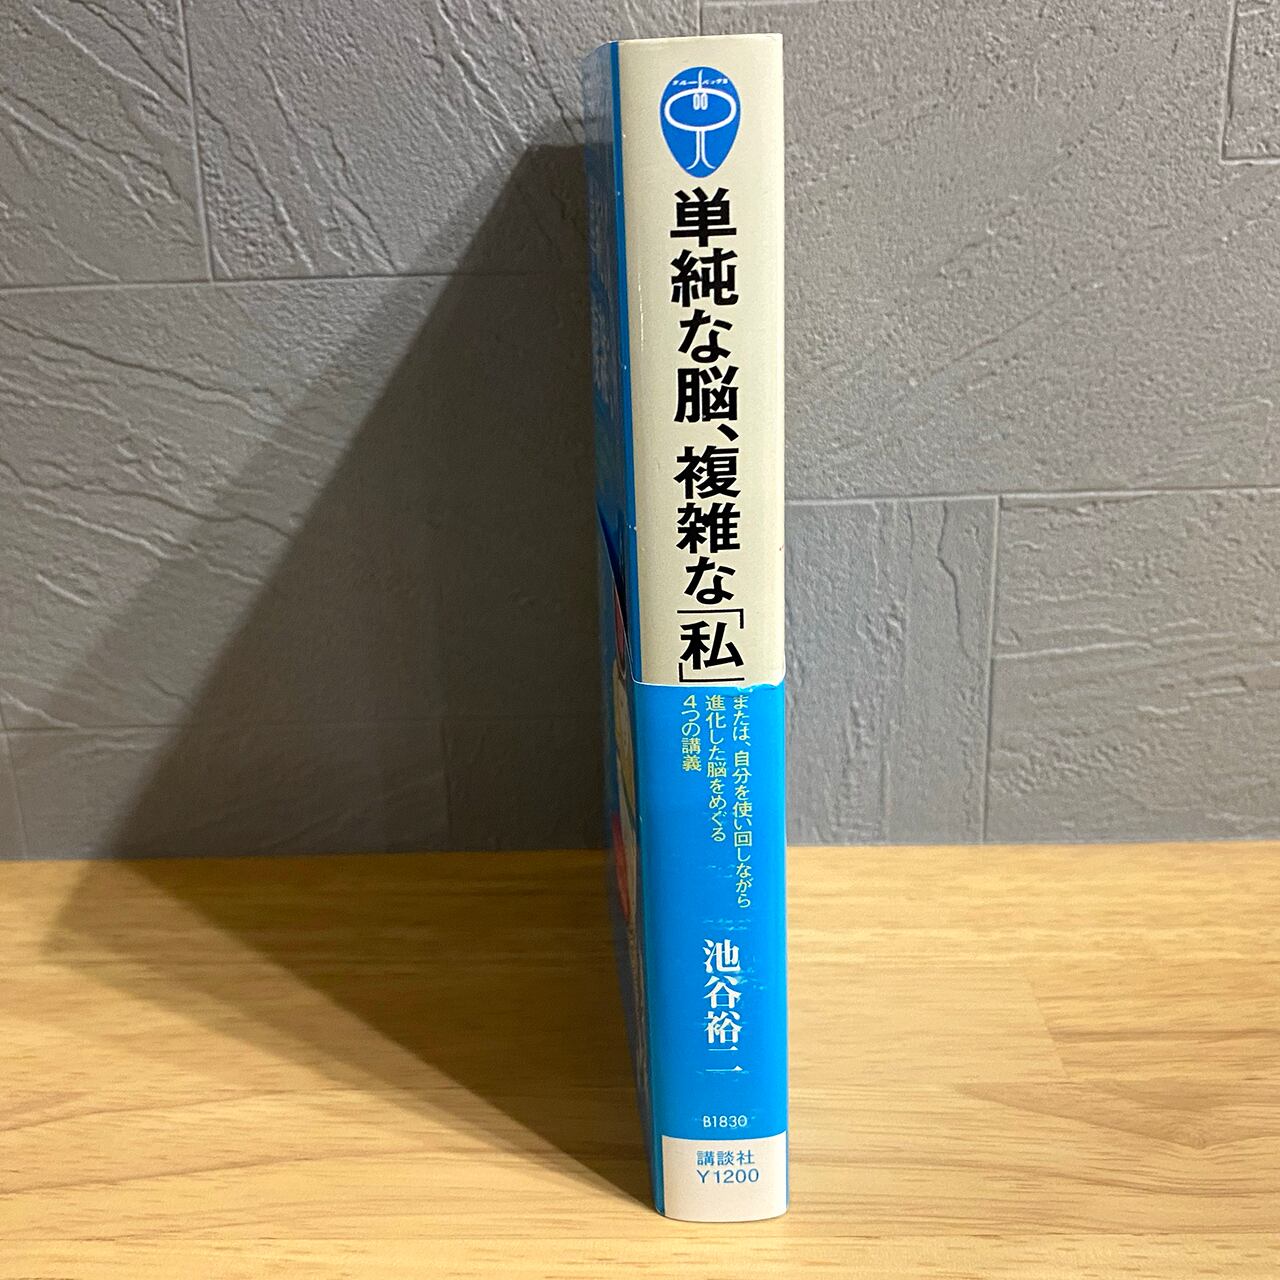 ブルーバックス
単純な脳、複雑な「私」
または、自分を使い回しながら
進化した脳をめぐる
4つの講義
池谷裕二
B1830
講談社
Y1200